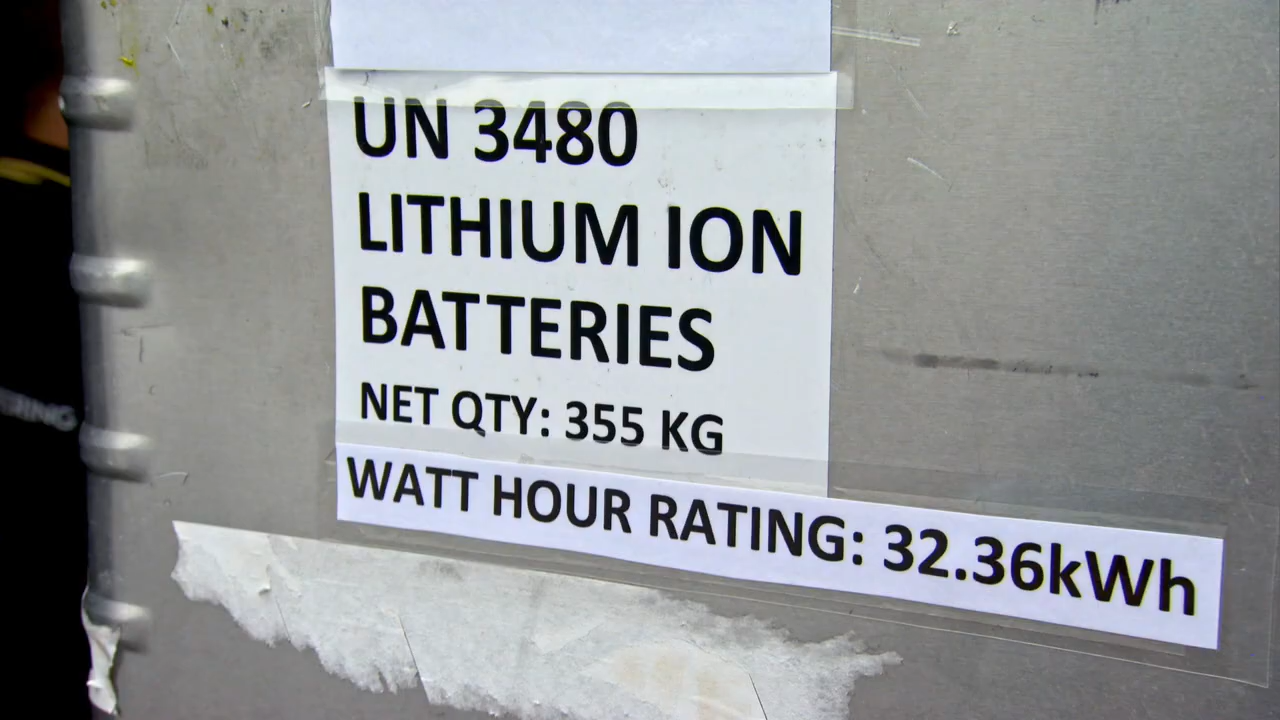 UN 3480
LITHIUM ION
BATTERIES
NET QTY: 355 KG
WATT HOUR RATING: 32.36kWh